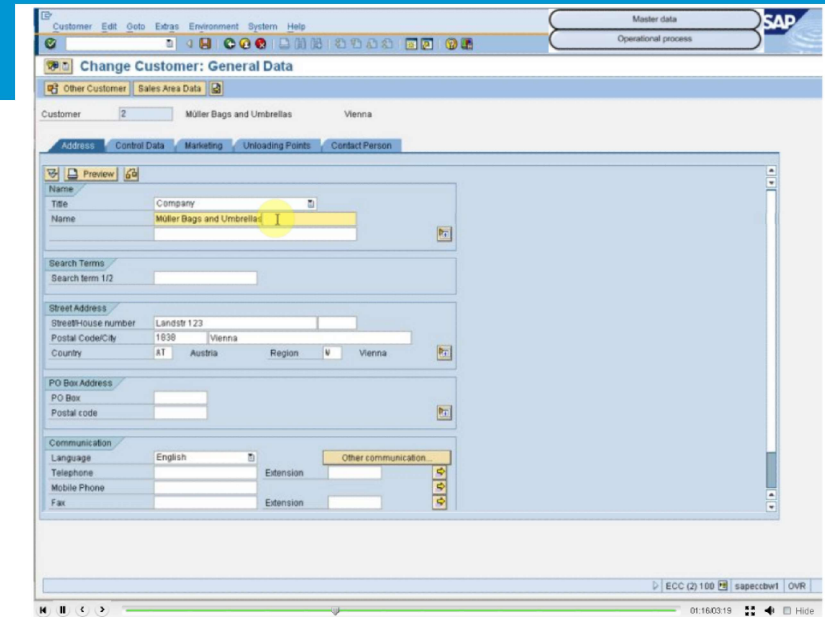 Customer Edit Goto Extras Environment System Help
Master data
Operational process
SAP
Change Customer: General Data
Other Customer Sales Area Data
Customer 2 Müller Bags and Umbrellas Vienna
Address Control Data Marketing Unloading Points Contact Person
Preview
Name
Title Company
Name Müller Bags and Umbrellas
Search Terms
Search term 1/2
Street Address
Street/House number Landstr 123
Postal Code/City 1838 Vienna
Country AT Austria Region W Vienna
PO Box Address
PO Box
Postal code
Communication
Language English Other communication...
Telephone Extension
Mobile Phone
Fax Extension
ECC (2) 100 sapeccbw1 OVR
01:16/03:19 Hide